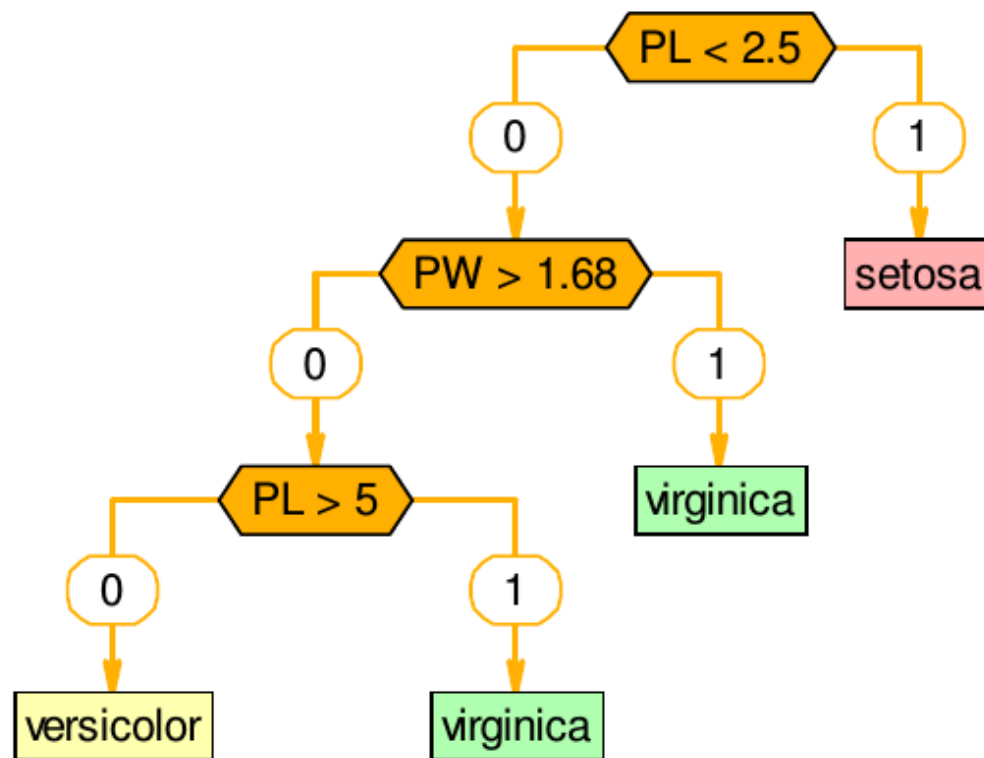 PL < 2.5
0
1
PW > 1.68
setosa
0
1
PL > 5
virginica
0
1
versicolor
virginica